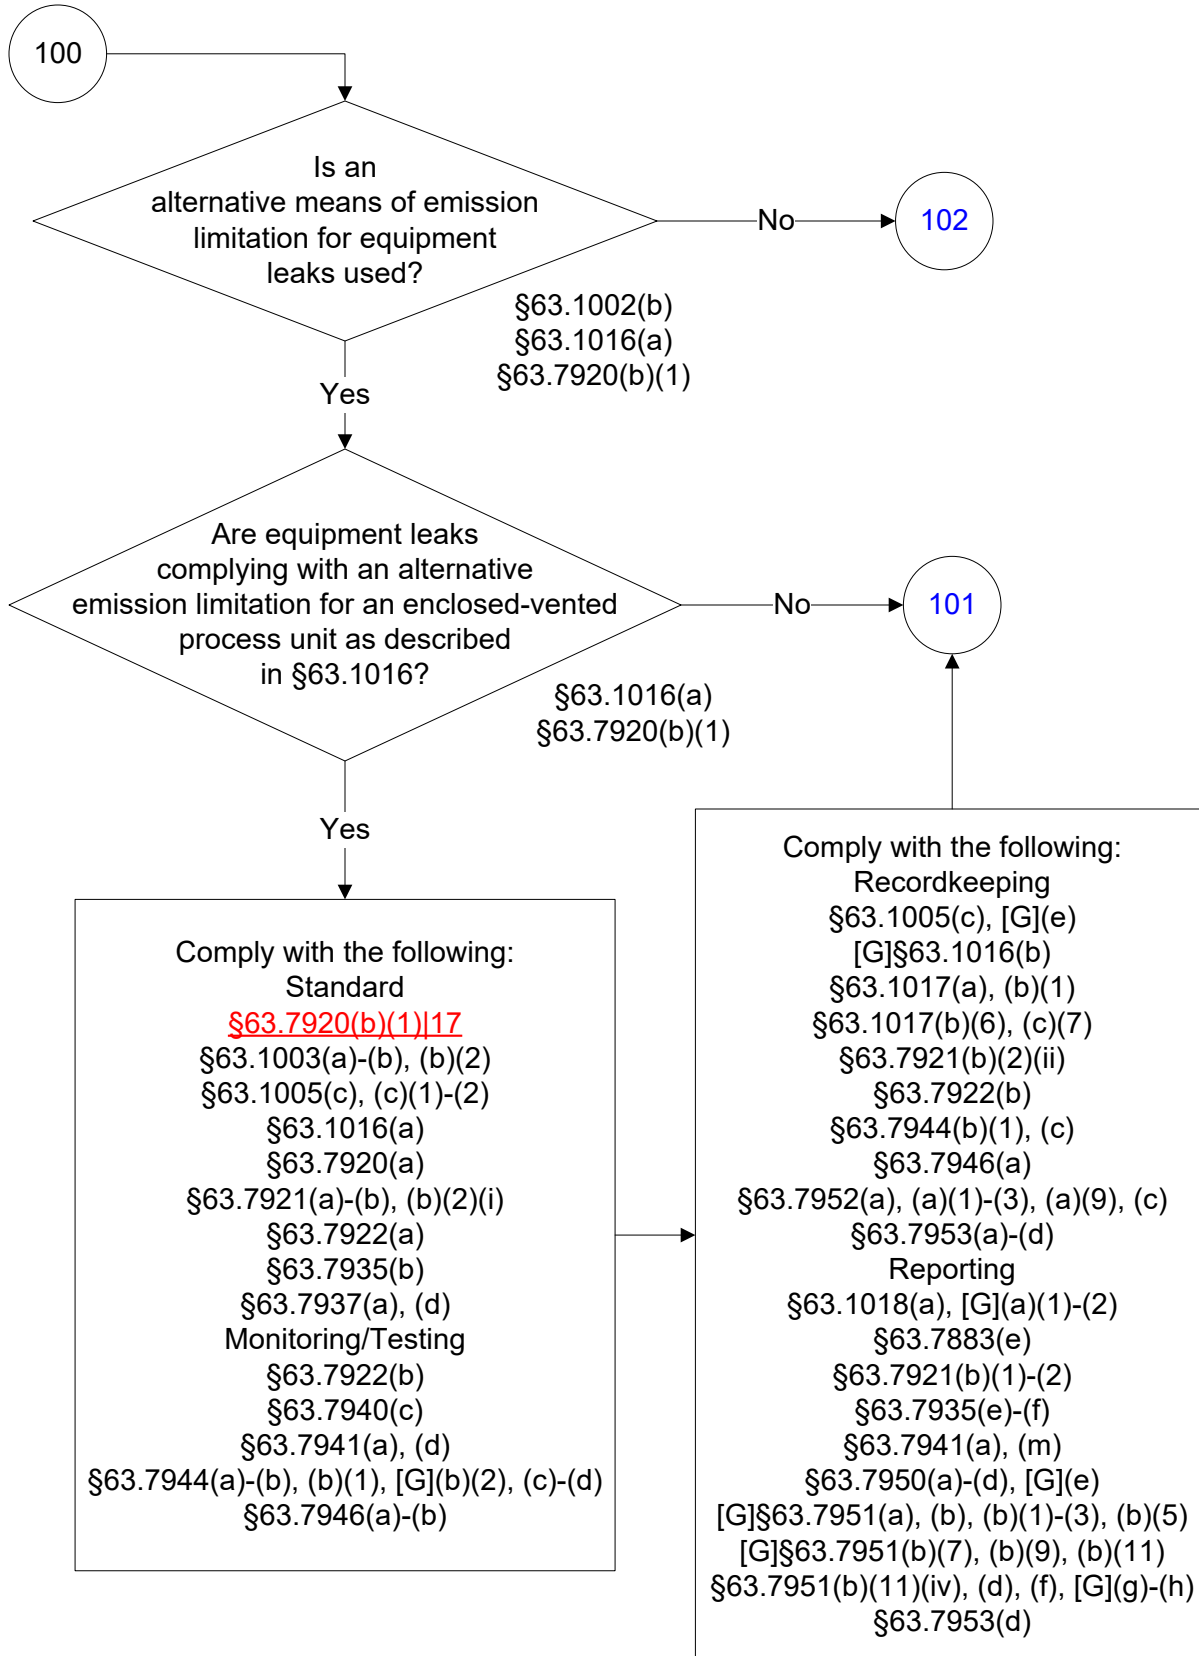 100
Is an
alternative means of emission
limitation for equipment
leaks used?
No
102
§63.1002(b)
§63.1016(a)
§63.7920(b)(1)
Yes
Are equipment leaks
complying with an alternative
emission limitation for an enclosed-vented
process unit as described
in §63.1016?
No
101
§63.1016(a)
§63.7920(b)(1)
Yes
Comply with the following:
Standard
§63.7920(b)(1)|17
§63.1003(a)-(b), (b)(2)
§63.1005(c), (c)(1)-(2)
§63.1016(a)
§63.7920(a)
§63.7921(a)-(b), (b)(2)(i)
§63.7922(a)
§63.7935(b)
§63.7937(a), (d)
Monitoring/Testing
§63.7922(b)
§63.7940(c)
§63.7941(a), (d)
§63.7944(a)-(b), (b)(1), [G](b)(2), (c)-(d)
§63.7946(a)-(b)
Comply with the following:
Recordkeeping
§63.1005(c), [G](e)
[G]§63.1016(b)
§63.1017(a), (b)(1)
§63.1017(b)(6), (c)(7)
§63.7921(b)(2)(ii)
§63.7922(b)
§63.7944(b)(1), (c)
§63.7946(a)
§63.7952(a), (a)(1)-(3), (a)(9), (c)
§63.7953(a)-(d)
Reporting
§63.1018(a), [G](a)(1)-(2)
§63.7883(e)
§63.7921(b)(1)-(2)
§63.7935(e)-(f)
§63.7941(a), (m)
§63.7950(a)-(d), [G](e)
[G]§63.7951(a), (b), (b)(1)-(3), (b)(5)
[G]§63.7951(b)(7), (b)(9), (b)(11)
§63.7951(b)(11)(iv), (d), (f), [G](g)-(h)
§63.7953(d)